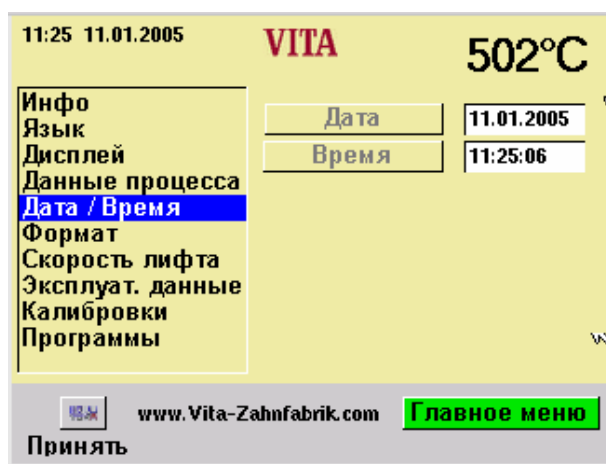 11:25 11.01.2005
VITA
502°C
Инфо
Язык
Дисплей
Данные процесса
Дата / Время
Формат
Скорость лифта
Эксплуат. данные
Калибровки
Программы
Дата 11.01.2005
Время 11:25:06
www.Vita-Zahnfabrik.com
Главное меню
Принять